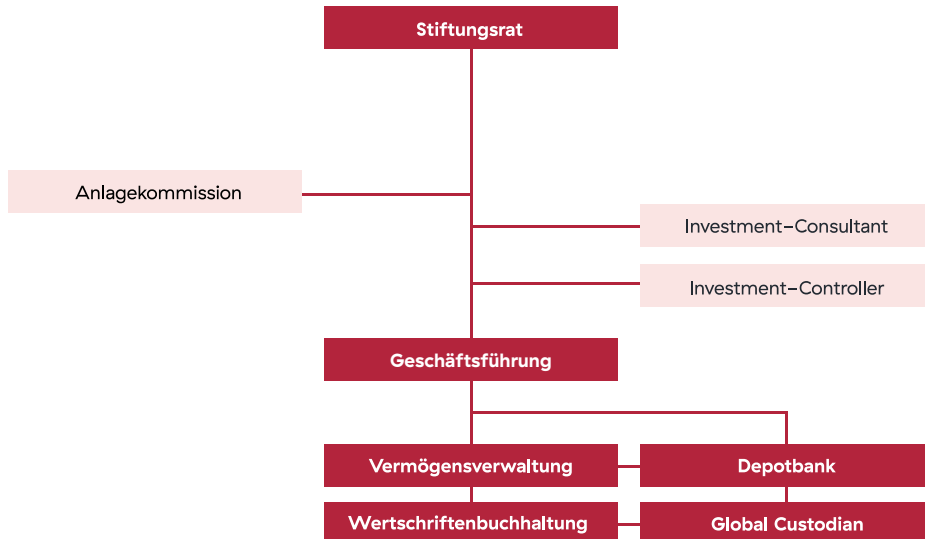 Stiftungsrat
Anlagekommission
Investment–Consultant
Investment–Controller
Geschäftsführung
Vermögensverwaltung
Depotbank
Wertschriftenbuchhaltung
Global Custodian